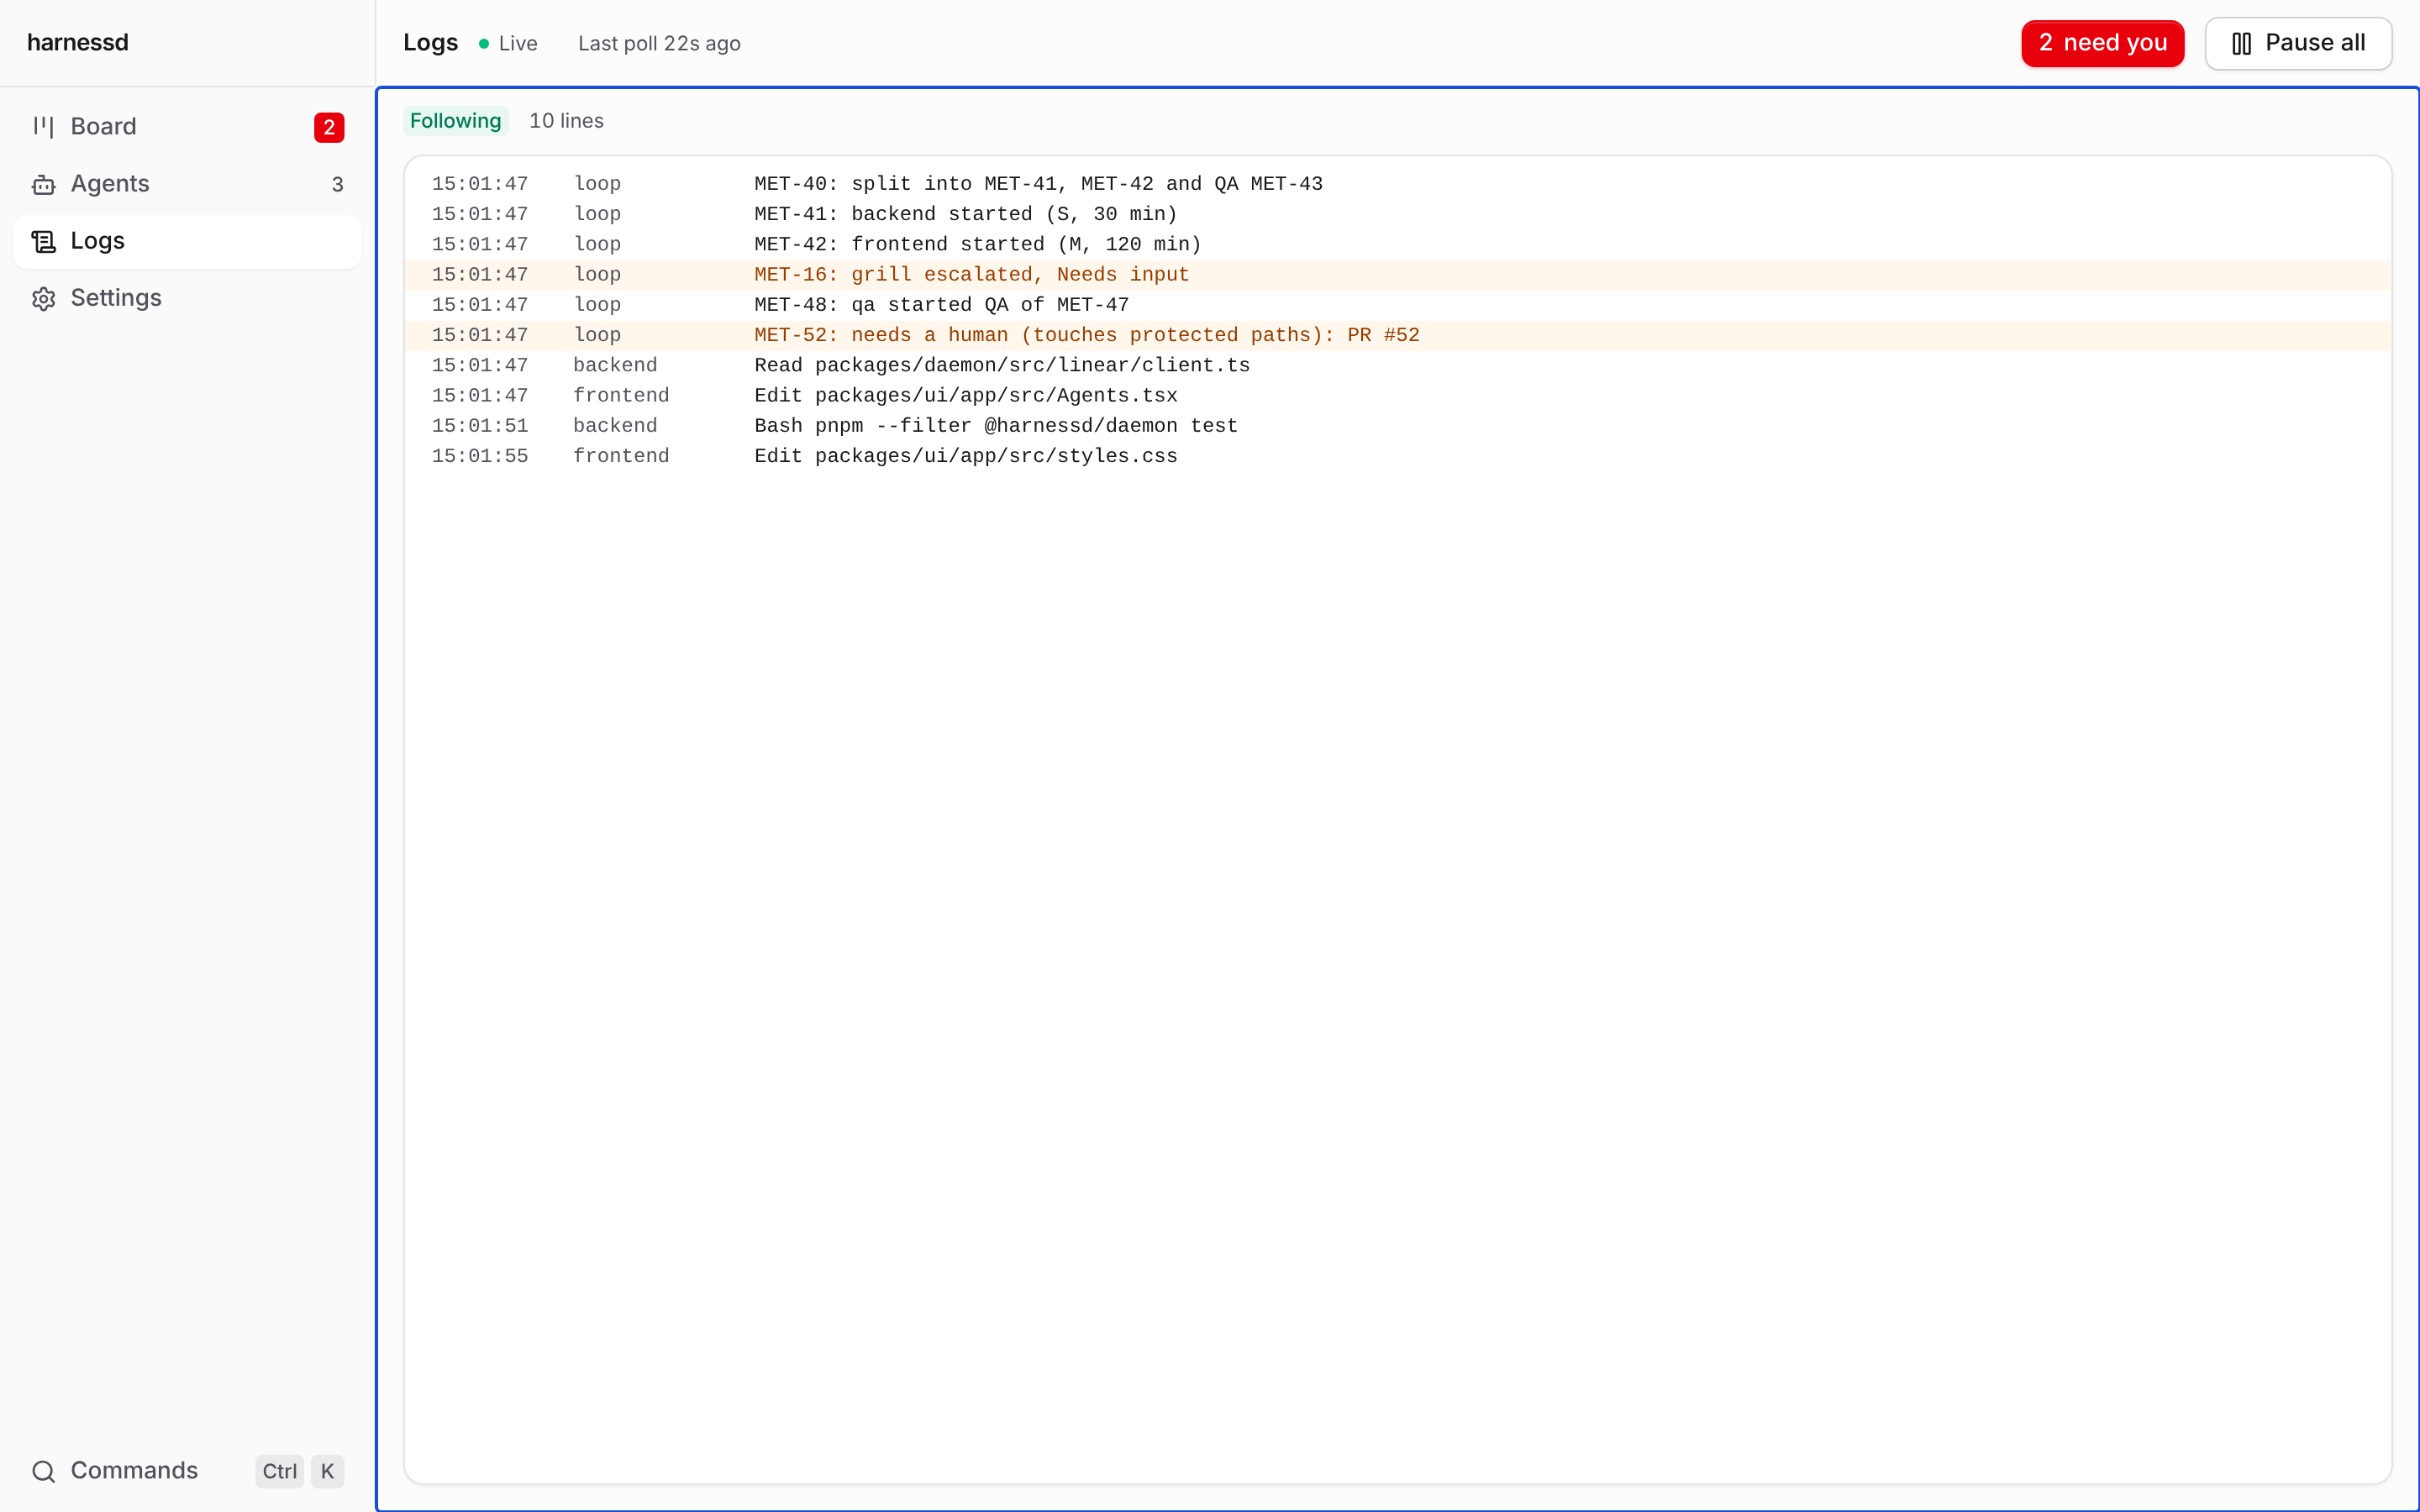 harnessd
Board 2
Agents 3
Logs
Settings
Commands Ctrl K
Logs Live Last poll 22s ago
2 need you
Pause all
Following 10 lines
15:01:47 loop MET-40: split into MET-41, MET-42 and QA MET-43
15:01:47 loop MET-41: backend started (S, 30 min)
15:01:47 loop MET-42: frontend started (M, 120 min)
15:01:47 loop MET-16: grill escalated, Needs input
15:01:47 loop MET-48: qa started QA of MET-47
15:01:47 loop MET-52: needs a human (touches protected paths): PR #52
15:01:47 backend Read packages/daemon/src/linear/client.ts
15:01:47 frontend Edit packages/ui/app/src/Agents.tsx
15:01:51 backend Bash pnpm --filter @harnessd/daemon test
15:01:55 frontend Edit packages/ui/app/src/styles.css